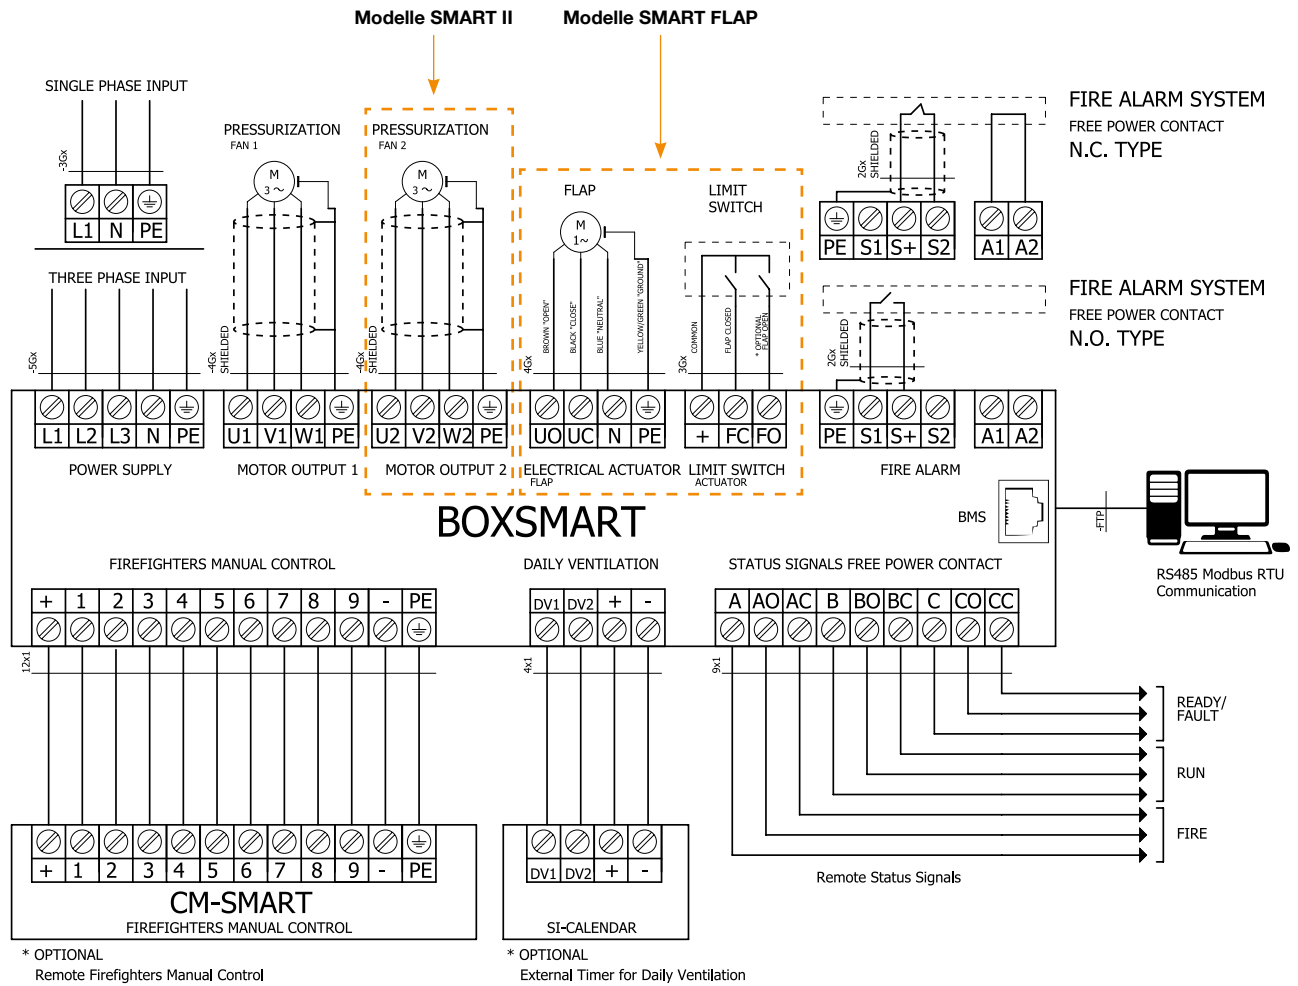 Modelle SMART II
Modelle SMART FLAP
SINGLE PHASE INPUT
-3Gx
L1 N PE
THREE PHASE INPUT
-5Gx
PRESSURIZATION
FAN 1
M
3 ~
-4Gx
SHIELDED
PRESSURIZATION
FAN 2
M
3 ~
-4Gx
SHIELDED
FLAP
M
1~
BROWN "OPEN"
BLACK "CLOSE"
BLUE "NEUTRAL"
YELLOW/GREEN "GROUND"
4Gx
LIMIT
SWITCH
COMMON
FLAP CLOSED
* OPTIONAL
FLAP OPEN
3Gx
2Gx
SHIELDED
PE S1 S+ S2
A1 A2
FIRE ALARM SYSTEM
FREE POWER CONTACT
N.C. TYPE
2Gx
SHIELDED
FIRE ALARM SYSTEM
FREE POWER CONTACT
N.O. TYPE
L1 L2 L3 N PE
U1 V1 W1 PE
U2 V2 W2 PE
UO UC N PE
+ FC FO
PE S1 S+ S2
A1 A2
POWER SUPPLY
MOTOR OUTPUT 1
MOTOR OUTPUT 2
ELECTRICAL ACTUATOR
FLAP
LIMIT SWITCH
ACTUATOR
FIRE ALARM
BOXSMART
BMS
-FTP
RS485 Modbus RTU
Communication
FIREFIGHTERS MANUAL CONTROL
DAILY VENTILATION
STATUS SIGNALS FREE POWER CONTACT
+ 1 2 3 4 5 6 7 8 9 - PE
DV1 DV2 + -
A AO AC B BO BC C CO CC
12x1
4x1
9x1
READY/
FAULT
RUN
FIRE
Remote Status Signals
+ 1 2 3 4 5 6 7 8 9 - PE
CM-SMART
FIREFIGHTERS MANUAL CONTROL
* OPTIONAL
Remote Firefighters Manual Control
DV1 DV2 + -
SI-CALENDAR
* OPTIONAL
External Timer for Daily Ventilation